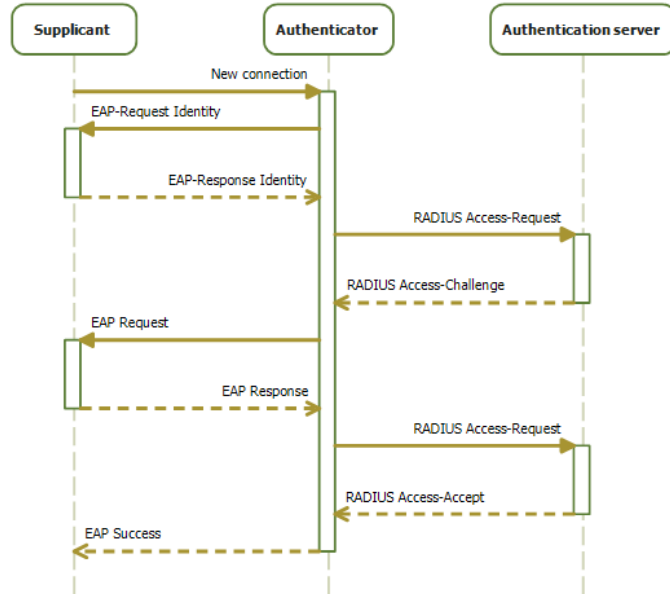 Supplicant
Authenticator
Authentication server
New connection
EAP-Request Identity
EAP-Response Identity
RADIUS Access-Request
RADIUS Access-Challenge
EAP Request
EAP Response
RADIUS Access-Request
RADIUS Access-Accept
EAP Success